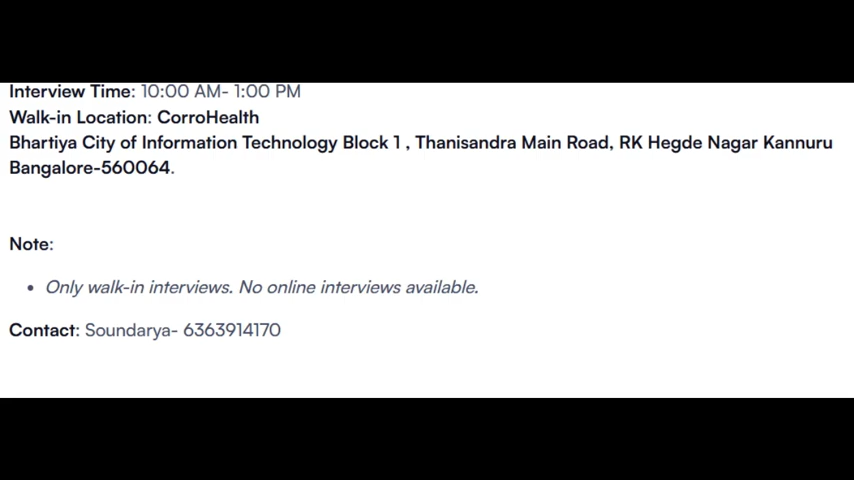 Interview Time: 10:00 AM- 1:00 PM
Walk-in Location: CorroHealth
Bhartiya City of Information Technology Block 1 , Thanisandra Main Road, RK Hegde Nagar Kannuru
Bangalore-560064.
Note:
• Only walk-in interviews. No online interviews available.
Contact: Soundarya- 6363914170